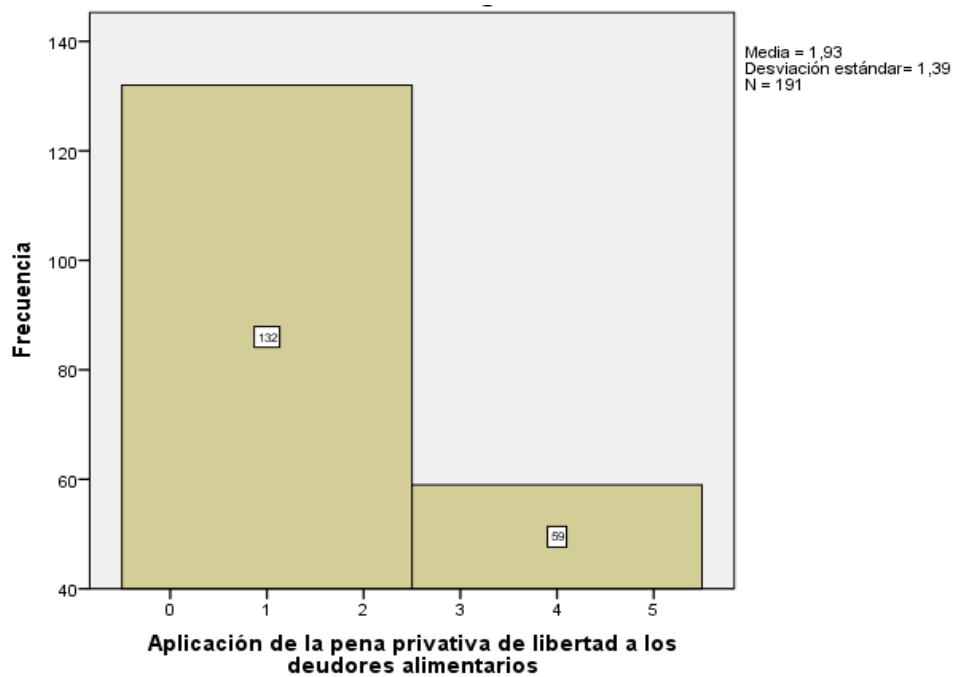 140
120
100
80
60
40
Frecuencia
132
59
0 1 2 3 4 5
Aplicación de la pena privativa de libertad a los
deudores alimentarios
Media = 1,93
Desviación estándar= 1,39
N = 191